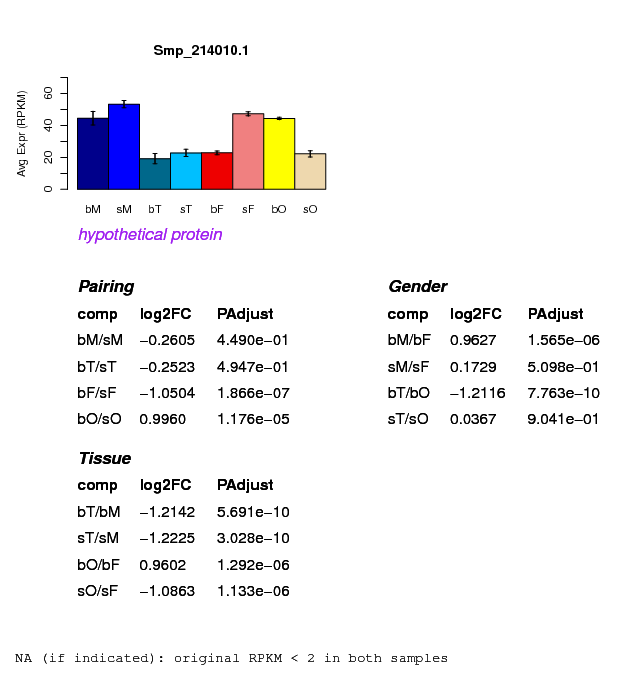 Smp_214010.1
Avg Expr (RPKM)
0 20 40 60
bM sM bT sT bF sF bO sO
hypothetical protein
Pairing
comp log2FC PAdjust
bM/sM −0.2605 4.490e−01
bT/sT −0.2523 4.947e−01
bF/sF −1.0504 1.866e−07
bO/sO 0.9960 1.176e−05
Gender
comp log2FC PAdjust
bM/bF 0.9627 1.565e−06
sM/sF 0.1729 5.098e−01
bT/bO −1.2116 7.763e−10
sT/sO 0.0367 9.041e−01
Tissue
comp log2FC PAdjust
bT/bM −1.2142 5.691e−10
sT/sM −1.2225 3.028e−10
bO/bF 0.9602 1.292e−06
sO/sF −1.0863 1.133e−06
NA (if indicated): original RPKM < 2 in both samples